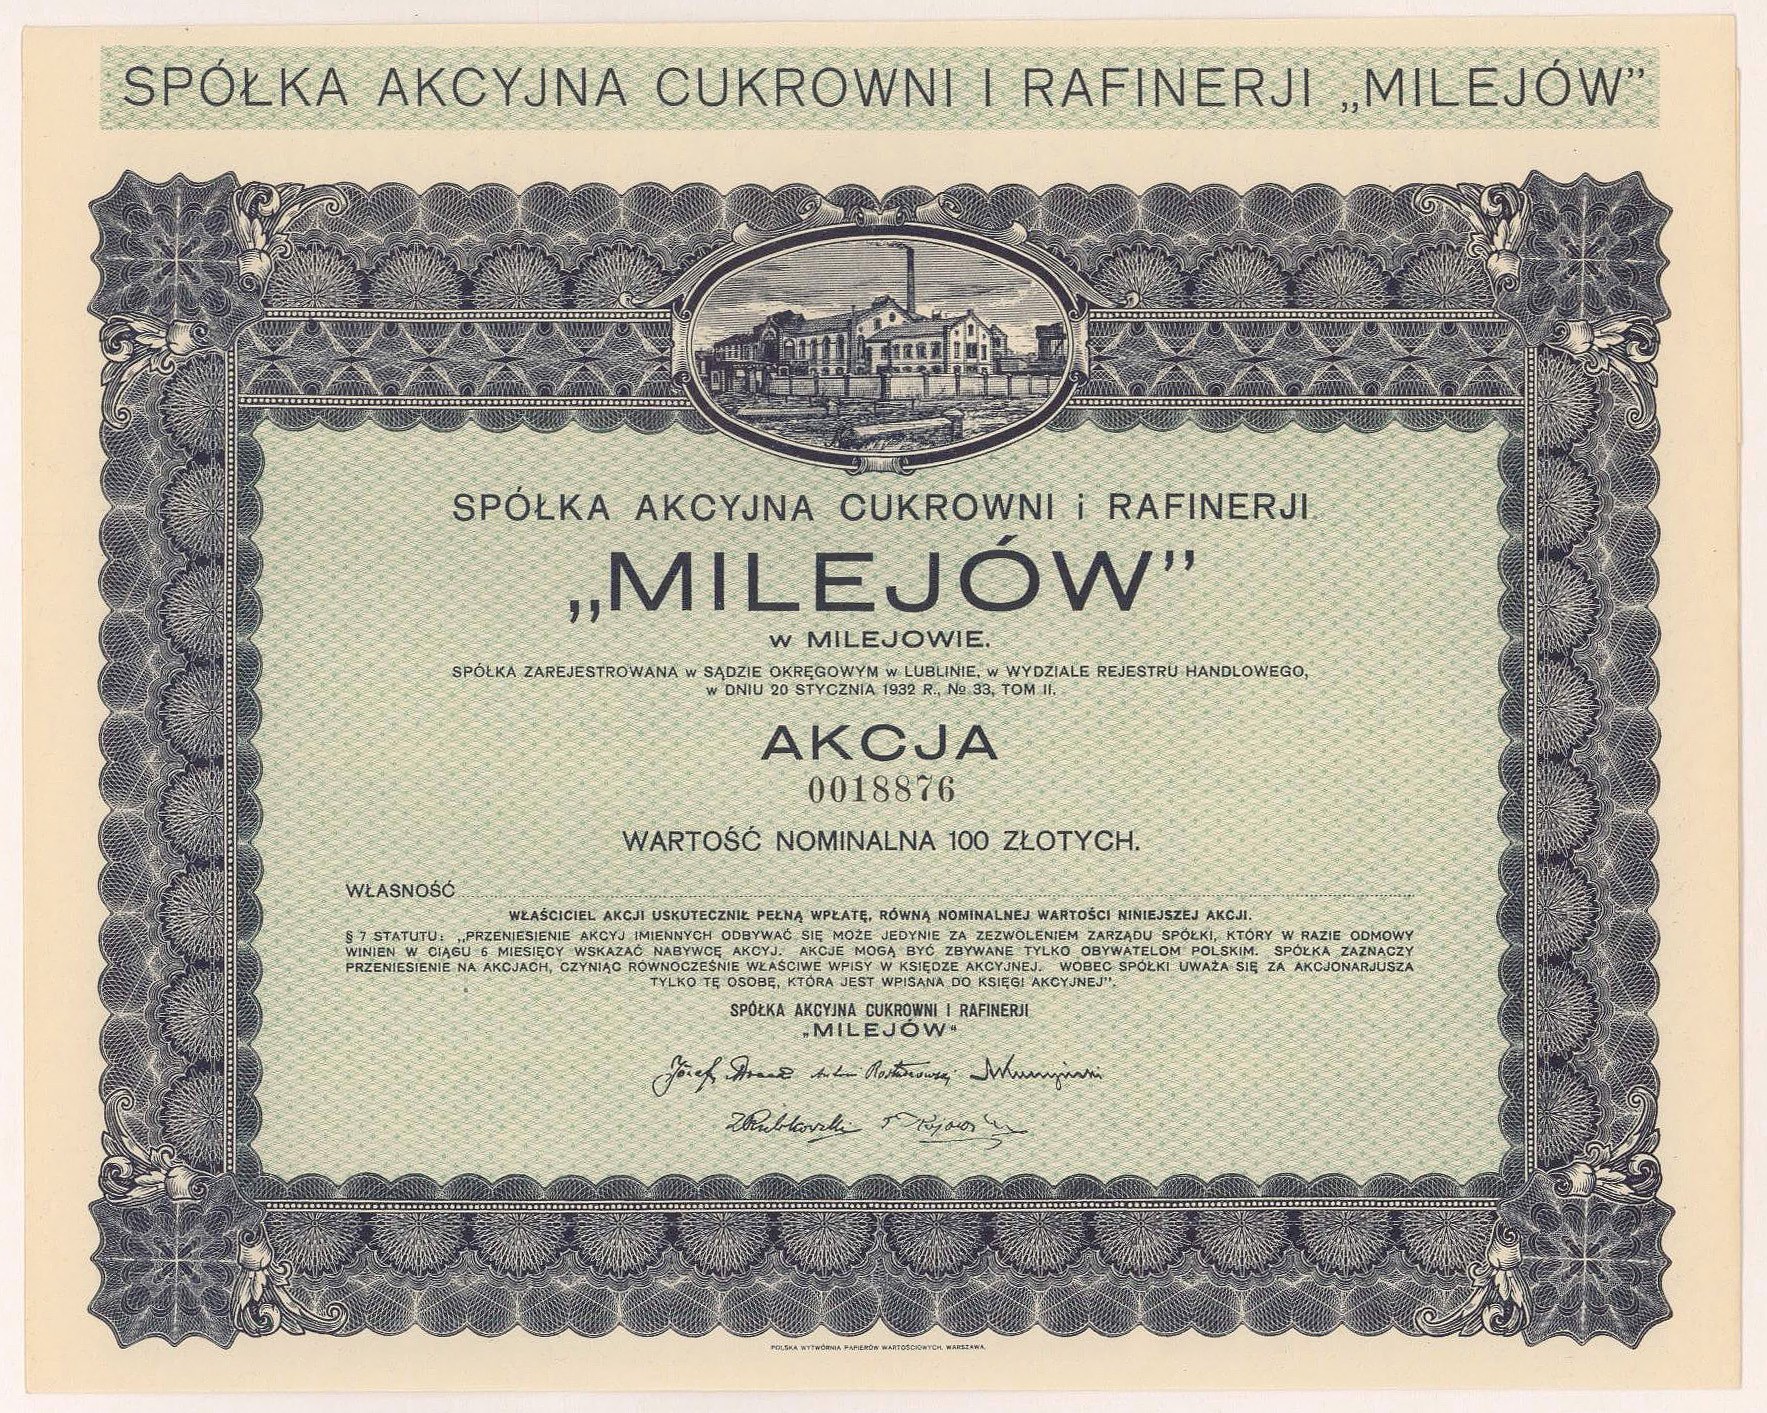 SPÓŁKA AKCYJNA CUKROWNI I RAFINERJI „MILEJÓW”
SPÓŁKA AKCYJNA CUKROWNI i RAFINERJI
„MILEJÓW”
w MILEJOWIE.
SPÓŁKA ZAREJESTROWANA w SĄDZIE OKRĘGOWYM w LUBLINIE, w WYDZIALE REJESTRU HANDLOWEGO,
w DNIU 20 STYCZNIA 1932 R., № 33, TOM II.
AKCJA
0018876
WARTOŚĆ NOMINALNA 100 ZŁOTYCH.
WŁASNOŚĆ
WŁAŚCICIEL AKCJI USKUTECZNIŁ PEŁNĄ WPŁATĘ, RÓWNĄ NOMINALNEJ WARTOŚCI NINIEJSZEJ AKCJI.
§ 7 STATUTU: „PRZENIESIENIE AKCYJ IMIENNYCH ODBYWAĆ SIĘ MOŻE JEDYNIE ZA ZEZWOLENIEM ZARZĄDU SPÓŁKI, KTÓRY W RAZIE ODMOWY
WINIEN W CIĄGU 6 MIESIĘCY WSKAZAĆ NABYWCĘ AKCYJ. AKCJE MOGĄ BYĆ ZBYWANE TYLKO OBYWATELOM POLSKIM. SPÓŁKA ZAZNACZY
PRZENIESIENIE NA AKCJACH, CZYNIĄC RÓWNOCZEŚNIE WŁAŚCIWE WPISY W KSIĘDZE AKCYJNEJ. WOBEC SPÓŁKI UWAŻA SIĘ ZA AKCJONARJUSZA
TYLKO TĘ OSOBĘ, KTÓRA JEST WPISANA DO KSIĘGI AKCYJNEJ”.
SPÓŁKA AKCYJNA CUKROWNI I RAFINERJI
„MILEJÓW“
Józef
POLSKA WYTWÓRNIA PAPIERÓW WARTOŚCIOWYCH, WARSZAWA.